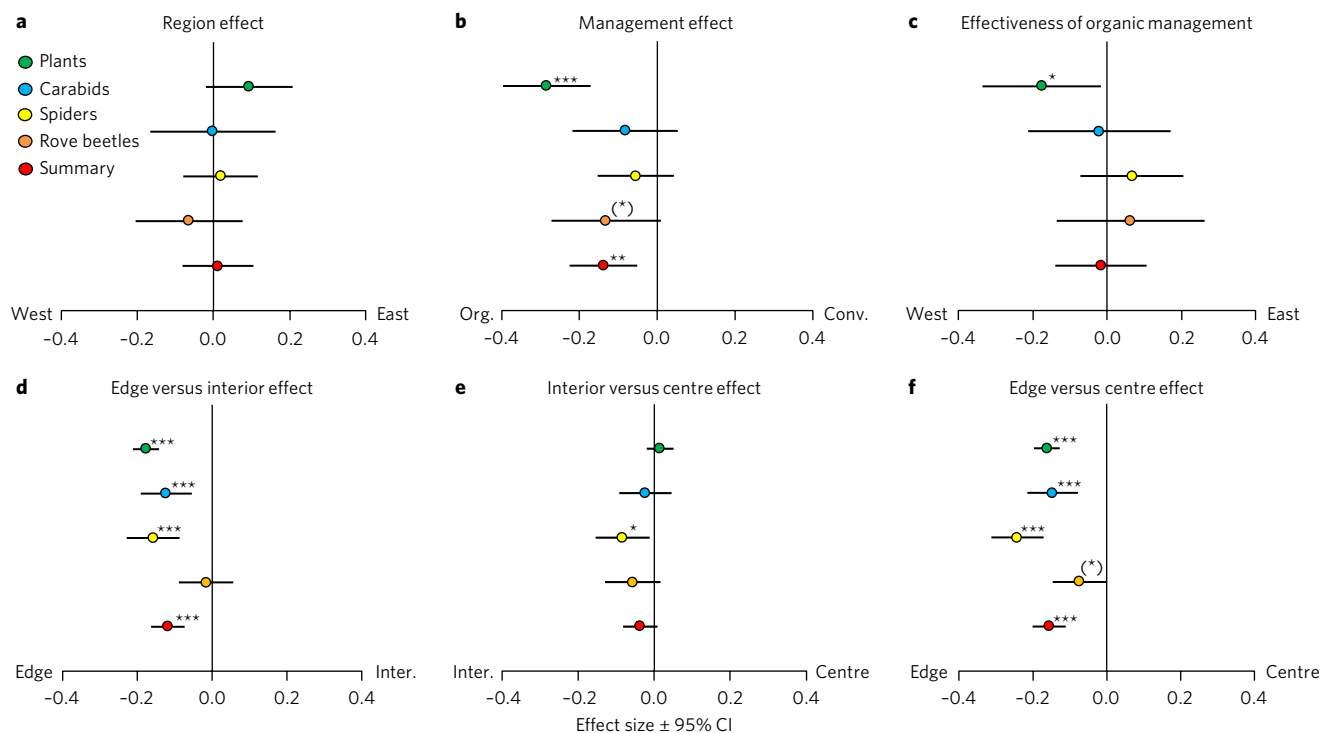 a Region effect
Plants
Carabids
Spiders
Rove beetles
Summary
West East
−0.4 −0.2 0.0 0.2 0.4
b Management effect
***
(*)
**
Org. Conv.
−0.4 −0.2 0.0 0.2 0.4
c Effectiveness of organic management
*
West East
−0.4 −0.2 0.0 0.2 0.4
d Edge versus interior effect
***
***
***
***
Edge Inter.
−0.4 −0.2 0.0 0.2 0.4
e Interior versus centre effect
*
Inter. Centre
−0.4 −0.2 0.0 0.2 0.4
Effect size ± 95% CI
f Edge versus centre effect
***
***
***
(*)
***
Edge Centre
−0.4 −0.2 0.0 0.2 0.4